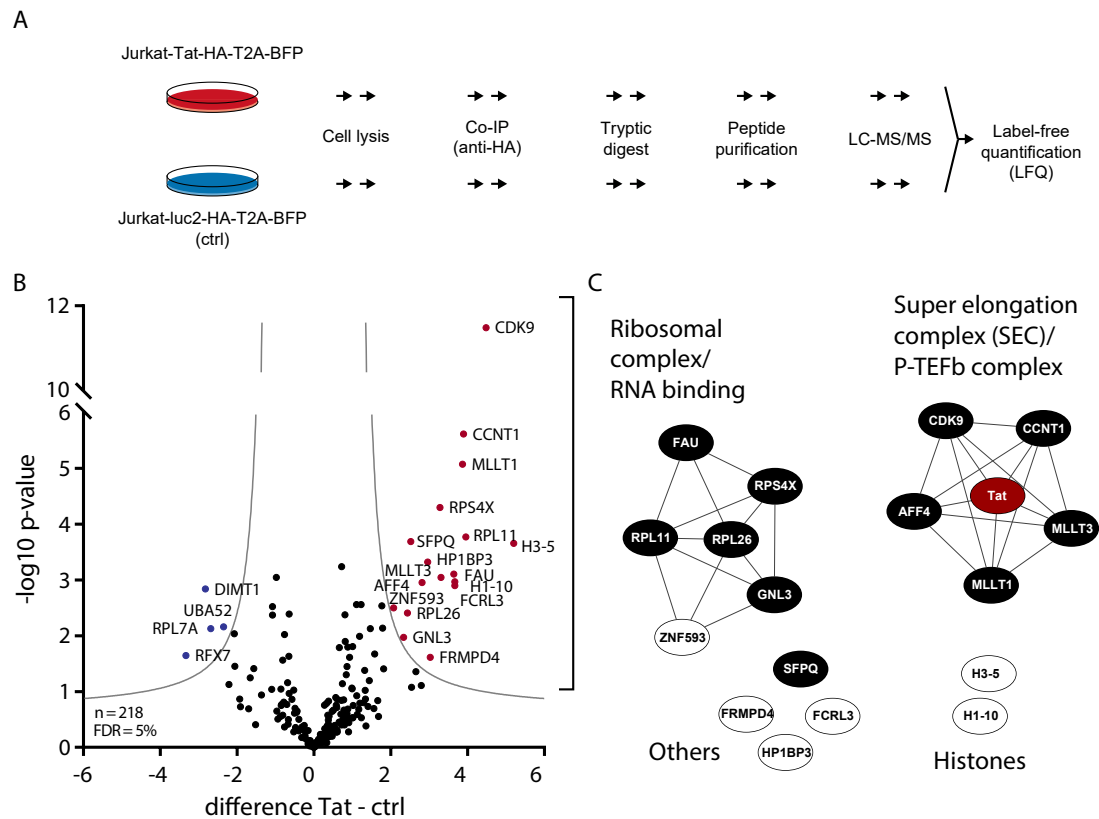 A
Jurkat-Tat-HA-T2A-BFP
Cell lysis
Co-IP
(anti-HA)
Tryptic
digest
Peptide
purification
LC-MS/MS
Label-free
quantification
(LFQ)
Jurkat-luc2-HA-T2A-BFP
(ctrl)
B
-log10 p-value
12
10
6
5
4
3
2
1
0
-6
-4
-2
0
2
4
6
difference Tat - ctrl
CDK9
CCNT1
MLLT1
RPS4X
RPL11
SFPQ
H3-5
HP1BP3
MLLT3
FAU
AFF4
H1-10
ZNF593
FCRL3
RPL26
GNL3
FRMPD4
DIMT1
UBA52
RPL7A
RFX7
n = 218
FDR = 5%
C
Ribosomal
complex/
RNA binding
FAU
RPS4X
RPL11
RPL26
GNL3
ZNF593
Super elongation
complex (SEC)/
P-TEFb complex
CDK9
CCNT1
Tat
AFF4
MLLT3
MLLT1
SFPQ
FRMPD4
FCRL3
HP1BP3
Others
H3-5
H1-10
Histones